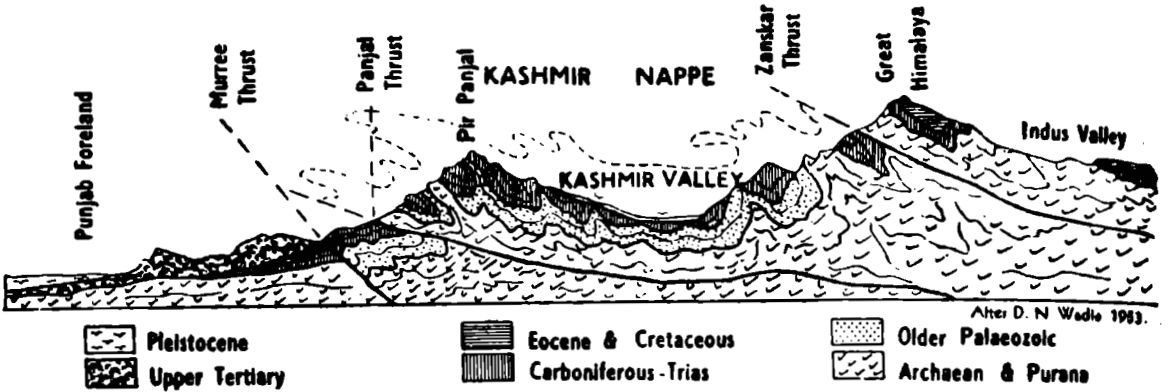 Punjab Foreland
Murree
Thrust
Panjal
Thrust
Pir Panjal
KASHMIR NAPPE
Zanskar
Thrust
Great
Himalaya
Indus Valley
KASHMIR VALLEY
After D. N Wadia 1953.
Pleistocene
Upper Tertiary
Eocene & Cretaceous
Carboniferous-Trias
Older Palaeozoic
Archaean & Purana